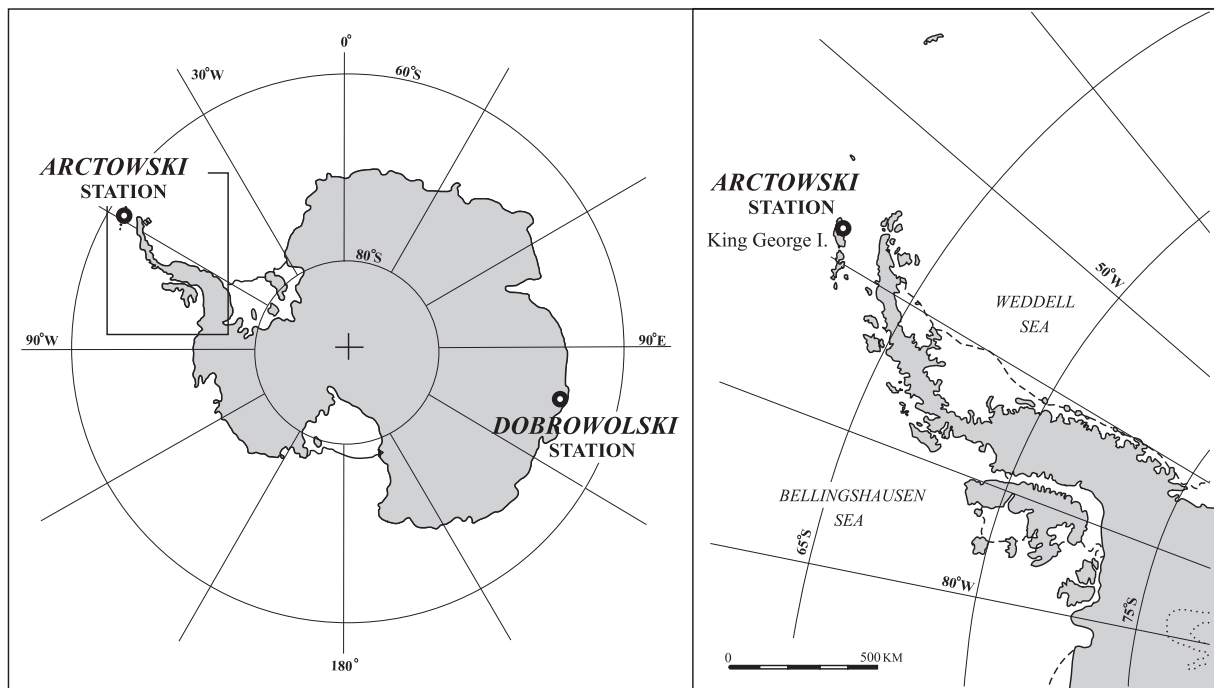 0°
30°W
60°S
ARCTOWSKI
STATION
80°S
90°W
90°E
DOBROWOLSKI
STATION
180°
ARCTOWSKI
STATION
King George I.
50°W
WEDDELL
SEA
BELLINGSHAUSEN
SEA
65°S
80°W
75°S
0
500 KM